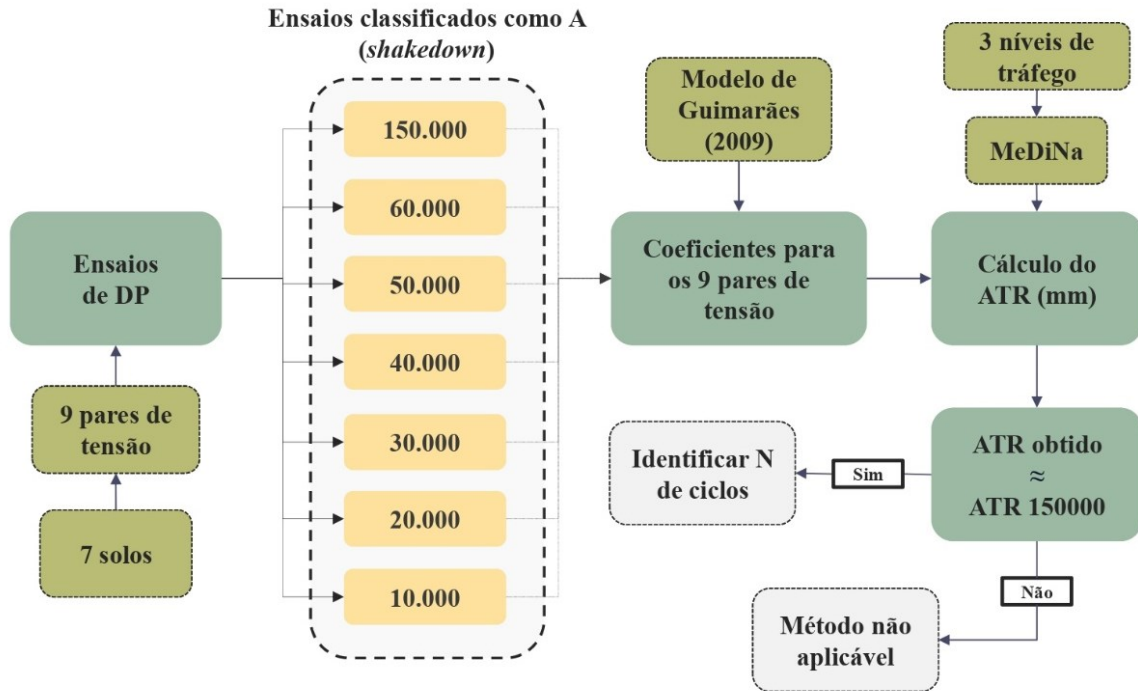 Ensaios classificados como A
(shakedown)
150.000
60.000
50.000
40.000
30.000
20.000
10.000
Ensaios
de DP
9 pares de
tensão
7 solos
Modelo de
Guimarães
(2009)
Coeficientes para
os 9 pares de
tensão
3 níveis de
tráfego
MeDiNa
Cálculo do
ATR (mm)
ATR obtido
≈
ATR 150000
Sim
Identificar N
de ciclos
Não
Método não
aplicável